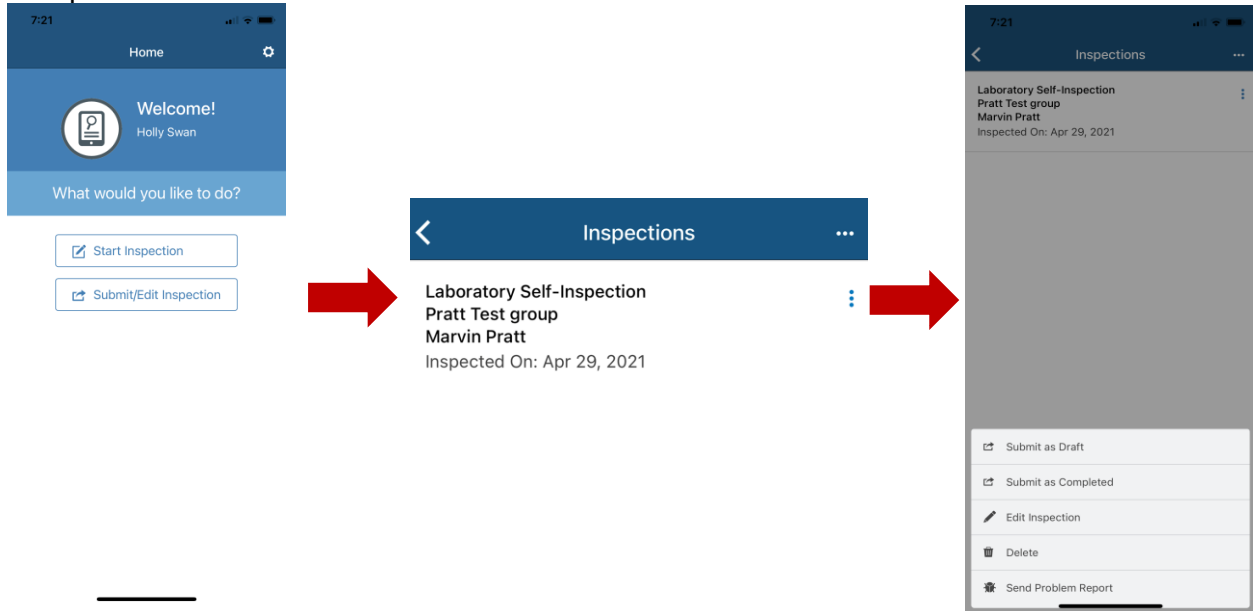 7:21
Home
Welcome!
Holly Swan
What would you like to do?
Start Inspection
Submit/Edit Inspection
Inspections
Laboratory Self-Inspection
Pratt Test group
Marvin Pratt
Inspected On: Apr 29, 2021
7:21
Inspections
Laboratory Self-Inspection
Pratt Test group
Marvin Pratt
Inspected On: Apr 29, 2021
Submit as Draft
Submit as Completed
Edit Inspection
Delete
Send Problem Report